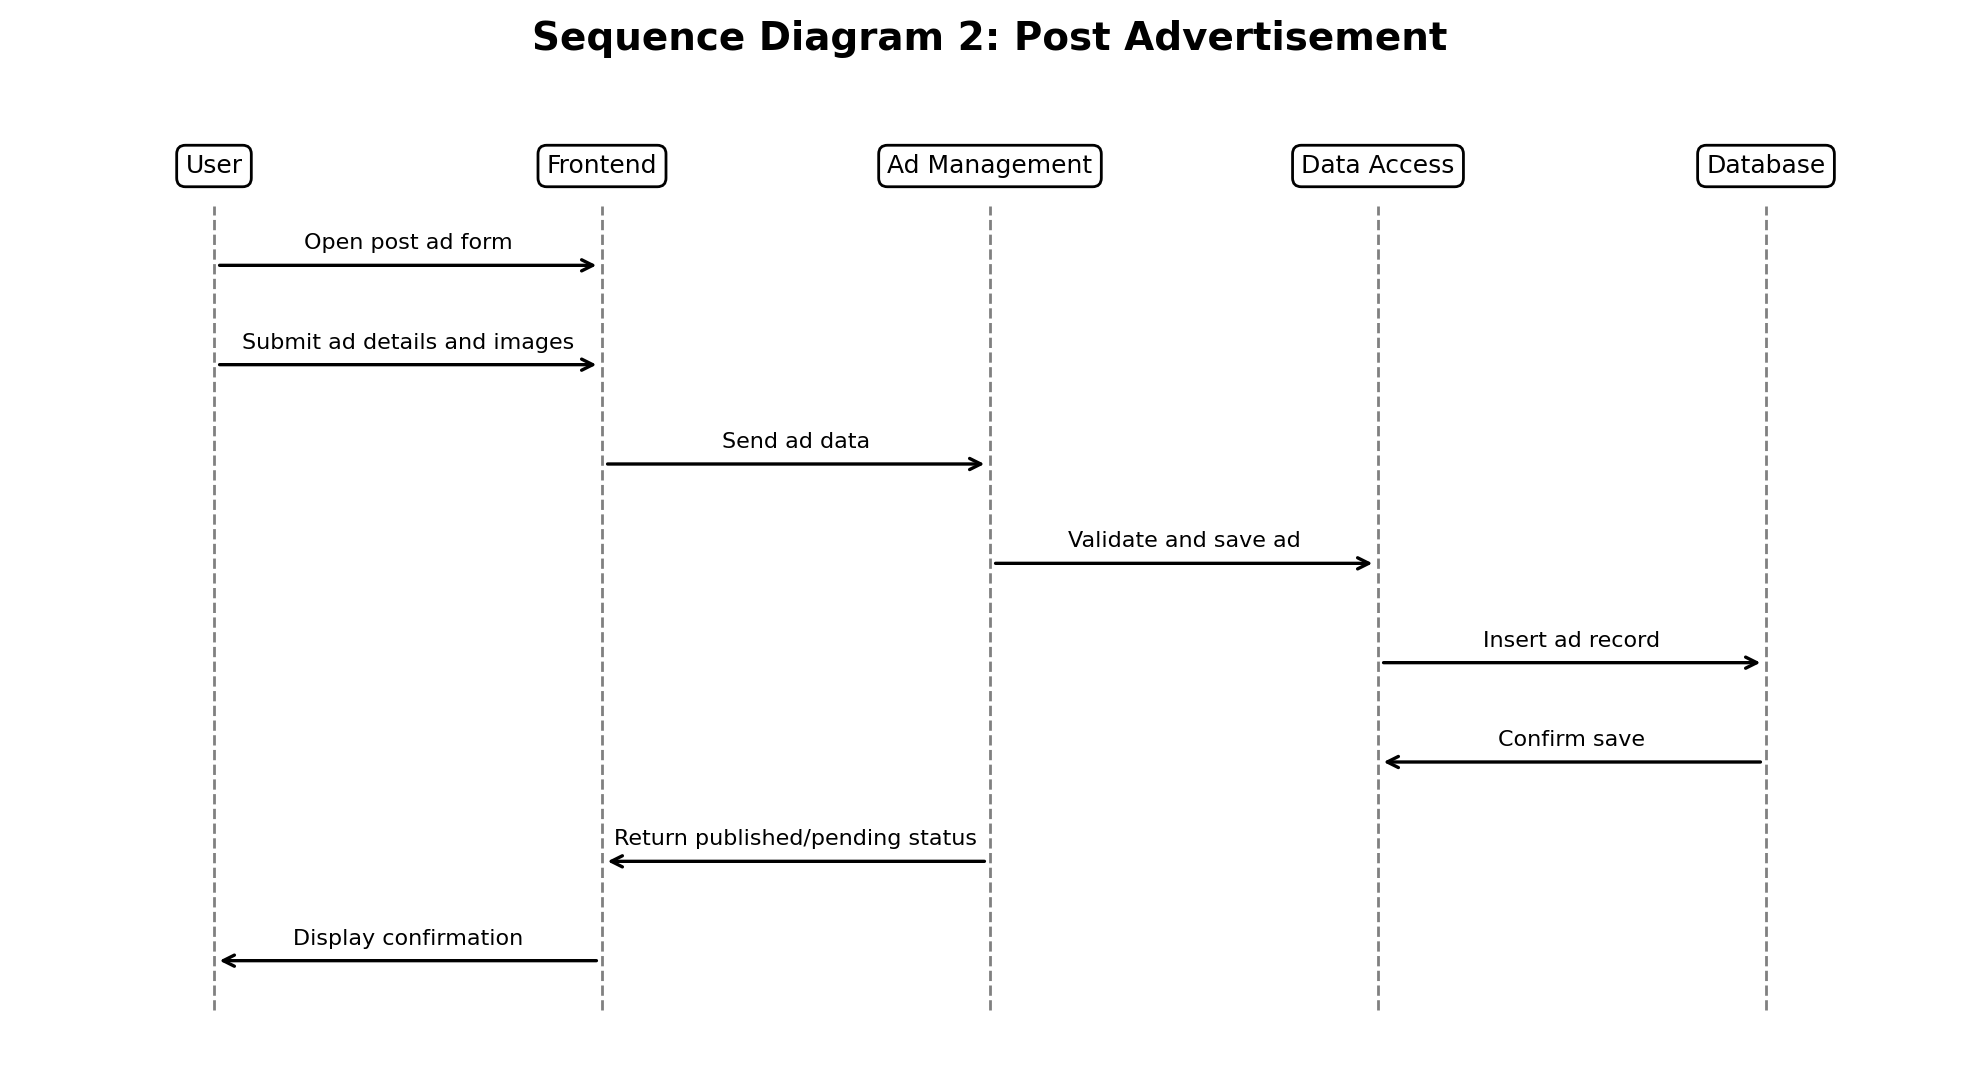 Sequence Diagram 2: Post Advertisement
User
Frontend
Ad Management
Data Access
Database
Open post ad form
Submit ad details and images
Send ad data
Validate and save ad
Insert ad record
Confirm save
Return published/pending status
Display confirmation